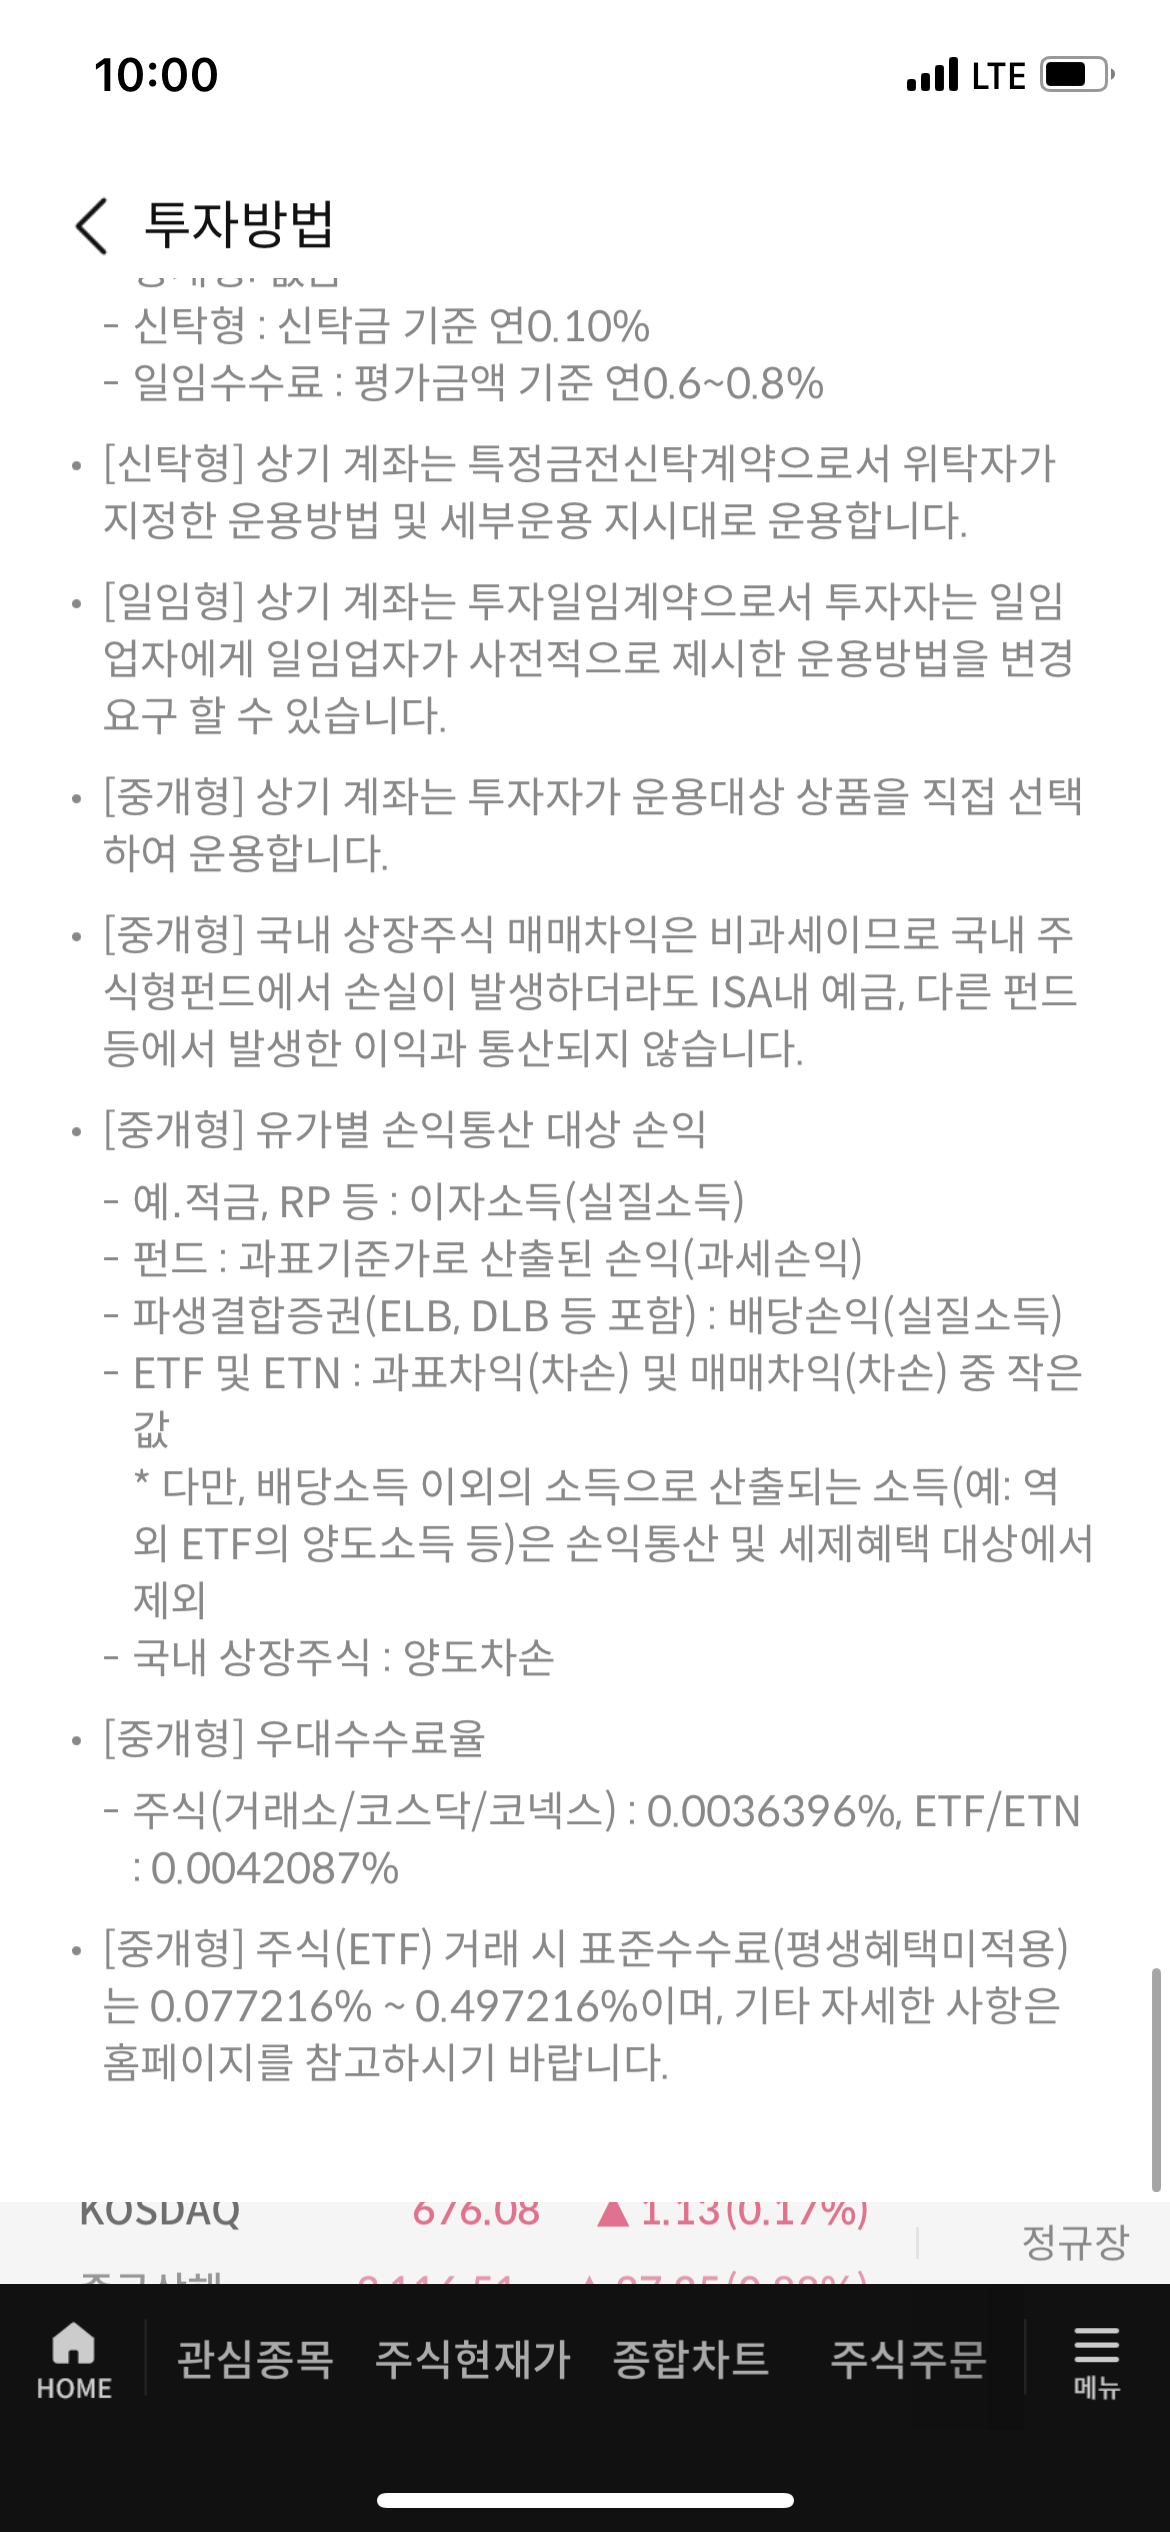 10:00
LTE
투자방법
- 신탁형 : 신탁금 기준 연0.10%
- 일임수수료 : 평가금액 기준 연0.6~0.8%
• [신탁형] 상기 계좌는 특정금전신탁계약으로서 위탁자가
지정한 운용방법 및 세부운용 지시대로 운용합니다.
• [일임형] 상기 계좌는 투자일임계약으로서 투자자는 일임
업자에게 일임업자가 사전적으로 제시한 운용방법을 변경
요구 할 수 있습니다.
• [중개형] 상기 계좌는 투자자가 운용대상 상품을 직접 선택
하여 운용합니다.
• [중개형] 국내 상장주식 매매차익은 비과세이므로 국내 주
식형펀드에서 손실이 발생하더라도 ISA내 예금, 다른 펀드
등에서 발생한 이익과 통산되지 않습니다.
• [중개형] 유가별 손익통산 대상 손익
- 예.적금, RP 등 : 이자소득(실질소득)
- 펀드 : 과표기준가로 산출된 손익(과세손익)
- 파생결합증권(ELB, DLB 등 포함) : 배당손익(실질소득)
- ETF 및 ETN : 과표차익(차손) 및 매매차익(차손) 중 작은
값
* 다만, 배당소득 이외의 소득으로 산출되는 소득(예: 역
외 ETF의 양도소득 등)은 손익통산 및 세제혜택 대상에서
제외
- 국내 상장주식 : 양도차손
• [중개형] 우대수수료율
- 주식(거래소/코스닥/코넥스) : 0.0036396%, ETF/ETN
: 0.0042087%
• [중개형] 주식(ETF) 거래 시 표준수수료(평생혜택미적용)
는 0.077216% ~ 0.497216%이며, 기타 자세한 사항은
홈페이지를 참고하시기 바랍니다.
KOSDAQ 676.08 ▲ 1.13(0.17%)
정규장
HOME 관심종목 주식현재가 종합차트 주식주문 메뉴